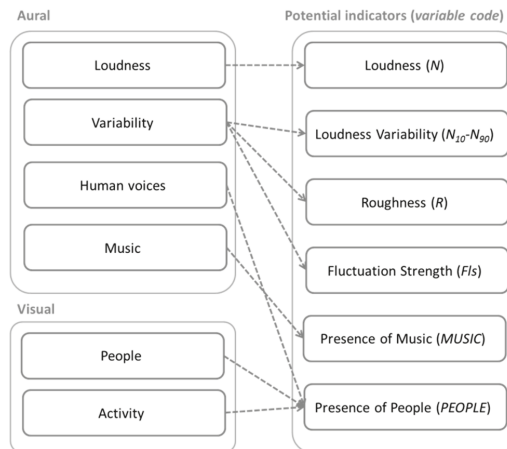 Aural
Loudness
Variability
Human voices
Music
Visual
People
Activity
Potential indicators (variable code)
Loudness (N)
Loudness Variability (N10-N90)
Roughness (R)
Fluctuation Strength (Fls)
Presence of Music (MUSIC)
Presence of People (PEOPLE)